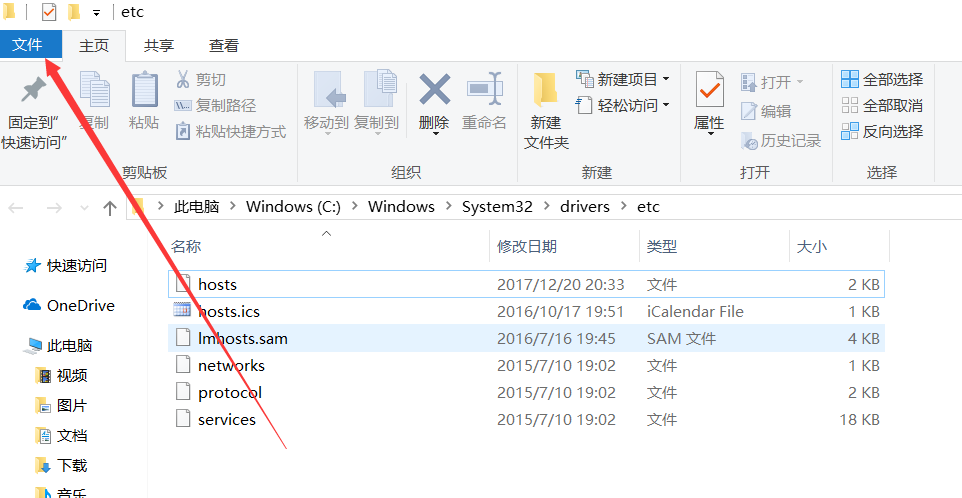 etc
文件 主页 共享 查看
固定到"快速访问"
复制
粘贴
剪切
复制路径
粘贴快捷方式
剪贴板
移动到 复制到 删除 重命名
组织
新建文件夹
新建项目
轻松访问
新建
属性
打开
编辑
历史记录
打开
全部选择
全部取消
反向选择
选择
此电脑 > Windows (C:) > Windows > System32 > drivers > etc
名称 修改日期 类型 大小
hosts 2017/12/20 20:33 文件 2 KB
hosts.ics 2016/10/17 19:51 iCalendar File 1 KB
lmhosts.sam 2016/7/16 19:45 SAM 文件 4 KB
networks 2015/7/10 19:02 文件 1 KB
protocol 2015/7/10 19:02 文件 2 KB
services 2015/7/10 19:02 文件 18 KB
快速访问
OneDrive
此电脑
视频
图片
文档
下载
音乐